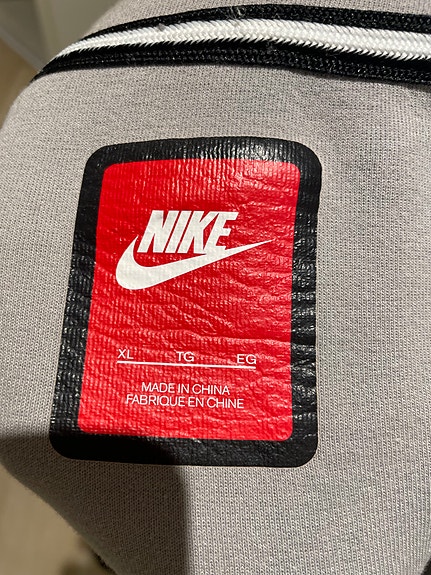 NIKE
XL TG EG
MADE IN CHINA
FABRIQUE EN CHINE